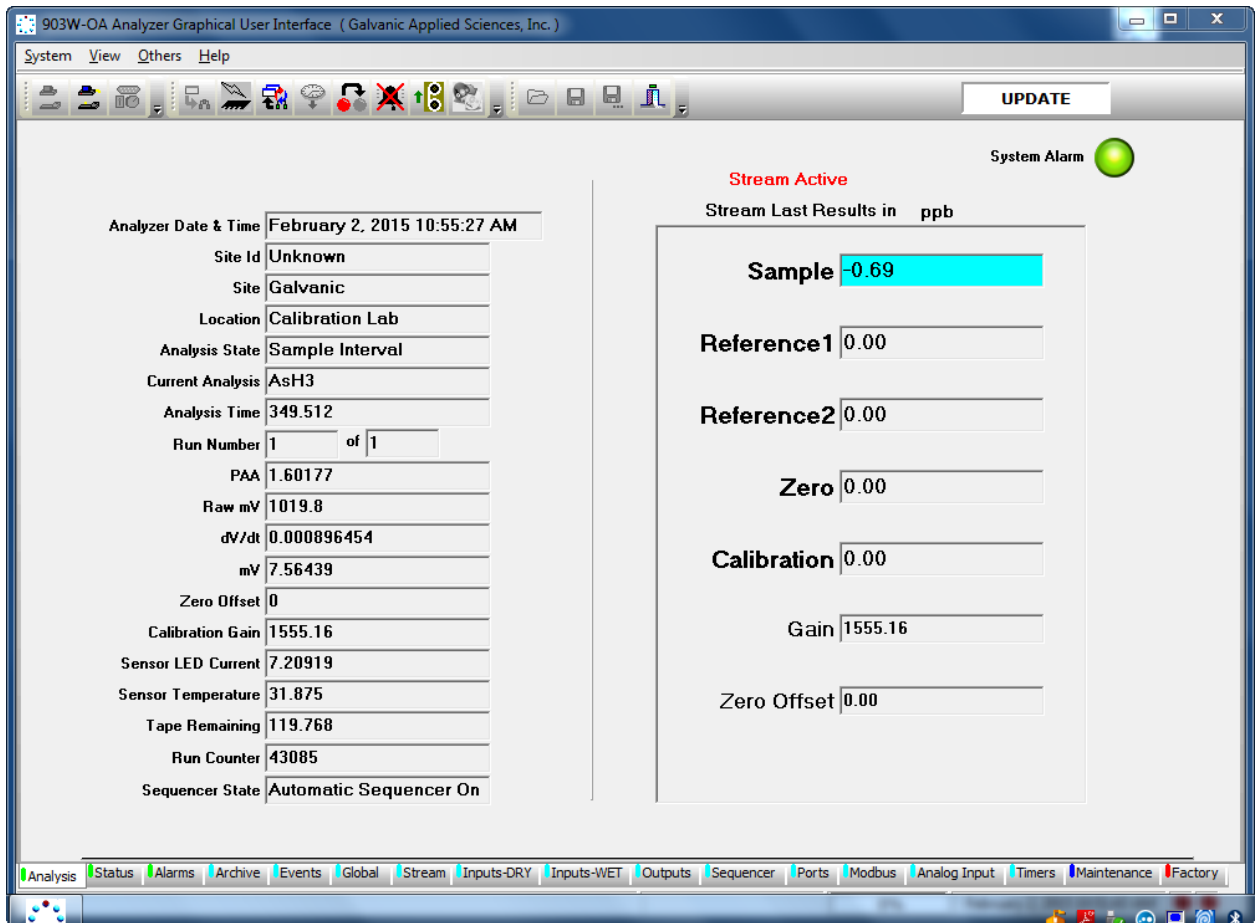 903W-OA Analyzer Graphical User Interface ( Galvanic Applied Sciences, Inc. )
System View Others Help
UPDATE
System Alarm
Stream Active
Stream Last Results in ppb
Analyzer Date & Time February 2, 2015 10:55:27 AM
Site Id Unknown
Site Galvanic
Location Calibration Lab
Analysis State Sample Interval
Current Analysis AsH3
Analysis Time 349.512
Run Number 1 of 1
PAA 1.60177
Raw mV 1019.8
dV/dt 0.000896454
mV 7.56439
Zero Offset 0
Calibration Gain 1555.16
Sensor LED Current 7.20919
Sensor Temperature 31.875
Tape Remaining 119.768
Run Counter 43085
Sequencer State Automatic Sequencer On
Sample -0.69
Reference1 0.00
Reference2 0.00
Zero 0.00
Calibration 0.00
Gain 1555.16
Zero Offset 0.00
Analysis Status Alarms Archive Events Global Stream Inputs-DRY Inputs-WET Outputs Sequencer Ports Modbus Analog Input Timers Maintenance Factory